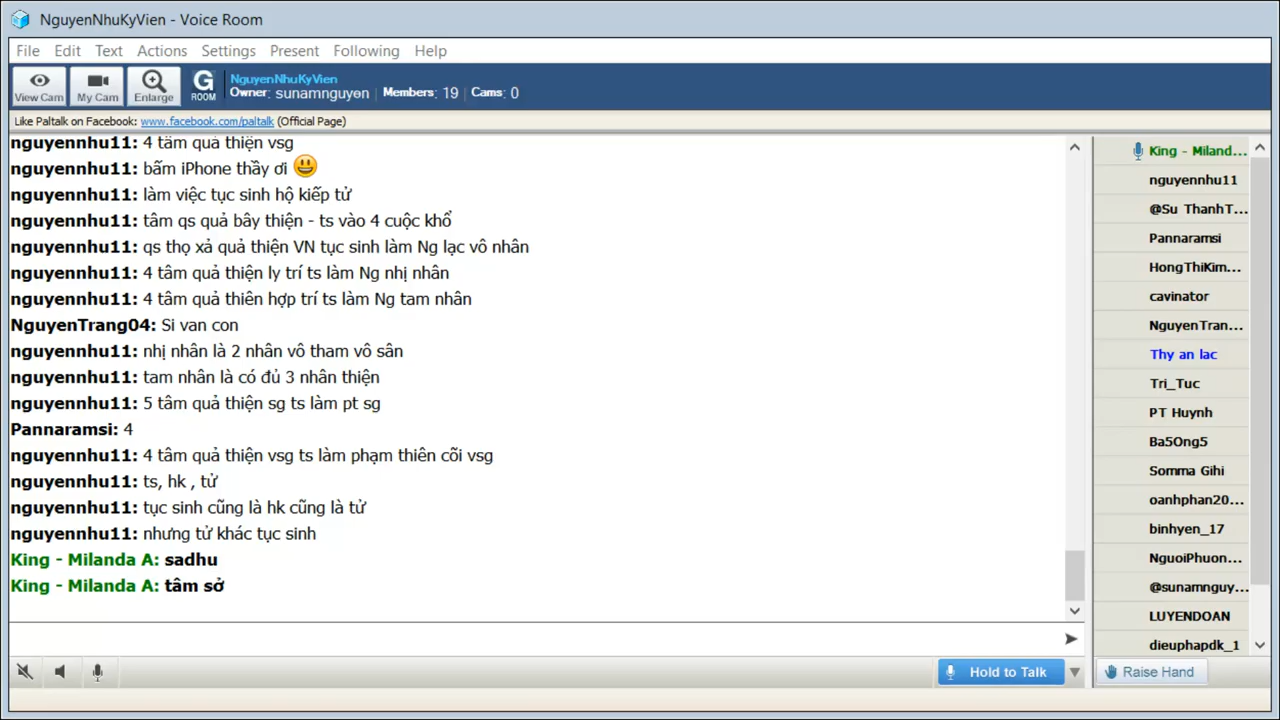 NguyenNhuKyVien - Voice Room
File Edit Text Actions Settings Present Following Help
View Cam My Cam Enlarge G ROOM
NguyenNhuKyVien
Owner: sunamnguyen | Members: 19 | Cams: 0
Like Paltalk on Facebook: www.facebook.com/paltalk (Official Page)
nguyennhu11: 4 tâm quả thiện vsg
nguyennhu11: bấm iPhone thầy ơi
nguyennhu11: làm việc tục sinh hộ kiếp tử
nguyennhu11: tâm qs quả bây thiện - ts vào 4 cuộc khổ
nguyennhu11: qs thọ xả quả thiện VN tục sinh làm Ng lạc vô nhân
nguyennhu11: 4 tâm quả thiện ly trí ts làm Ng nhị nhân
nguyennhu11: 4 tâm quả thiên hợp trí ts làm Ng tam nhân
NguyenTrang04: Si van con
nguyennhu11: nhị nhân là 2 nhân vô tham vô sân
nguyennhu11: tam nhân là có đủ 3 nhân thiện
nguyennhu11: 5 tâm quả thiện sg ts làm pt sg
Pannaramsi: 4
nguyennhu11: 4 tâm quả thiện vsg ts làm phạm thiên cõi vsg
nguyennhu11: ts, hk , tử
nguyennhu11: tục sinh cũng là hk cũng là tử
nguyennhu11: nhưng tử khác tục sinh
King - Milanda A: sadhu
King - Milanda A: tâm sở
King - Miland...
nguyennhu11
@Su ThanhT...
Pannaramsi
HongThiKim...
cavinator
NguyenTran...
Thy an lac
Tri_Tuc
PT Huynh
Ba5Ong5
Somma Gihi
oanhphan20...
binhyen_17
NguoiPhuon...
@sunamnguy...
LUYENDOAN
dieuphapdk_1
Hold to Talk
Raise Hand